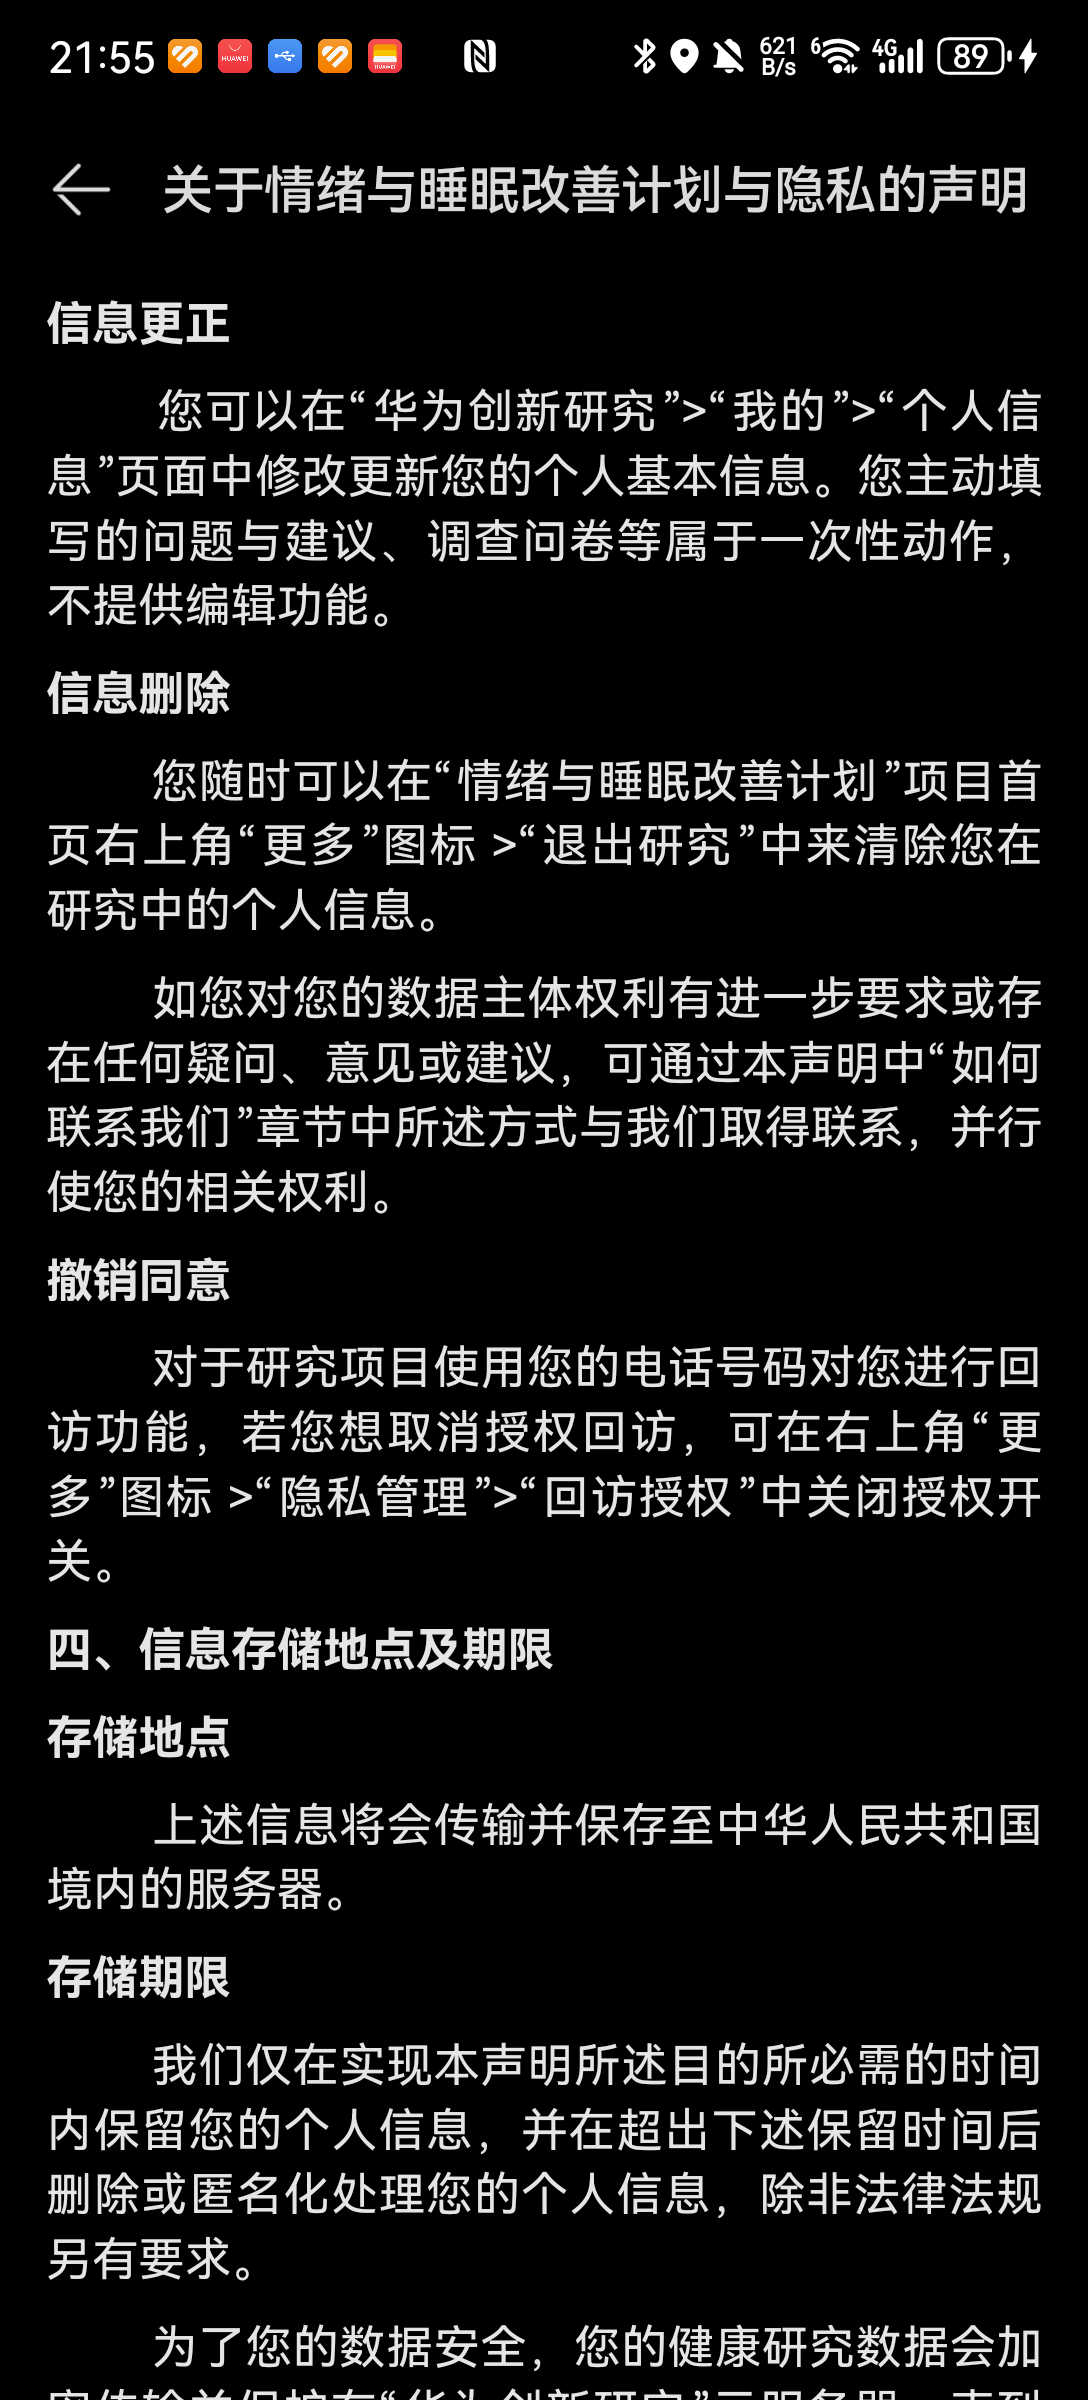 21:55
HUAWEI
HUAWEI
621 B/s
6
4G
89
关于情绪与睡眠改善计划与隐私的声明
信息更正
您可以在“华为创新研究”>“我的”>“个人信
息”页面中修改更新您的个人基本信息。您主动填
写的问题与建议、调查问卷等属于一次性动作，
不提供编辑功能。
信息删除
您随时可以在“情绪与睡眠改善计划”项目首
页右上角“更多”图标 >“退出研究”中来清除您在
研究中的个人信息。
如您对您的数据主体权利有进一步要求或存
在任何疑问、意见或建议，可通过本声明中“如何
联系我们”章节中所述方式与我们取得联系，并行
使您的相关权利。
撤销同意
对于研究项目使用您的电话号码对您进行回
访功能，若您想取消授权回访，可在右上角“更
多”图标 >“隐私管理”>“回访授权”中关闭授权开
关。
四、信息存储地点及期限
存储地点
上述信息将会传输并保存至中华人民共和国
境内的服务器。
存储期限
我们仅在实现本声明所述目的所必需的时间
内保留您的个人信息，并在超出下述保留时间后
删除或匿名化处理您的个人信息，除非法律法规
另有要求。
为了您的数据安全，您的健康研究数据会加